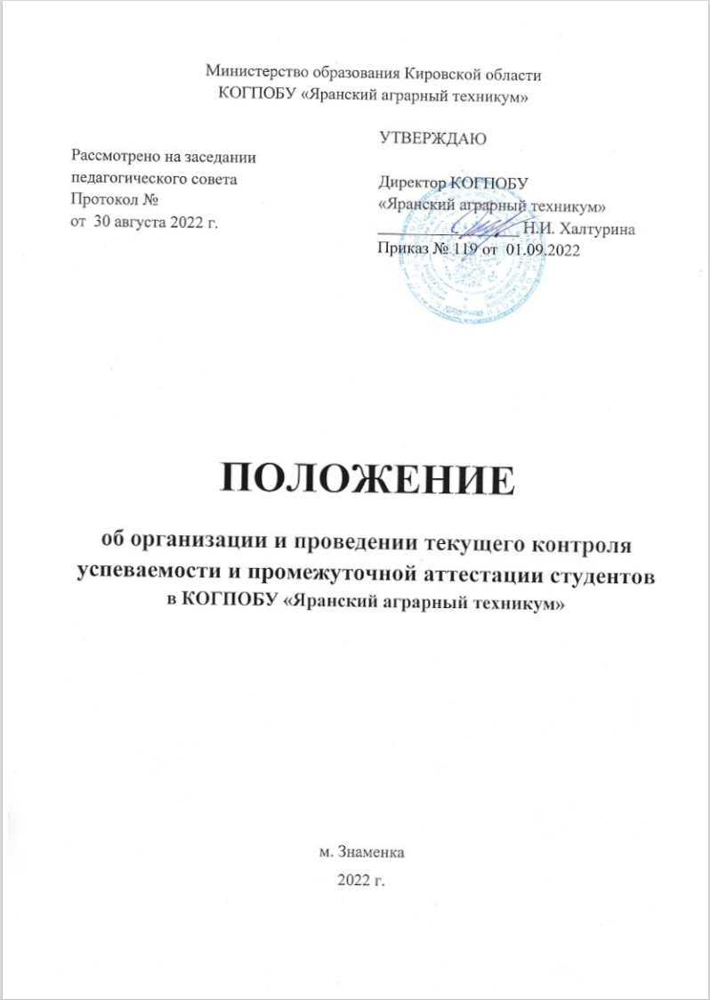 Министерство образования Кировской области
КОГПОБУ «Яранский аграрный техникум»
Рассмотрено на заседании
педагогического совета
Протокол №
от 30 августа 2022 г.
УТВЕРЖДАЮ
Директор КОГПОБУ
«Яранский аграрный техникум»
Н.И. Халтурина
Приказ № 119 от 01.09.2022
ПОЛОЖЕНИЕ
об организации и проведении текущего контроля
успеваемости и промежуточной аттестации студентов
в КОГПОБУ «Яранский аграрный техникум»
м. Знаменка
2022 г.